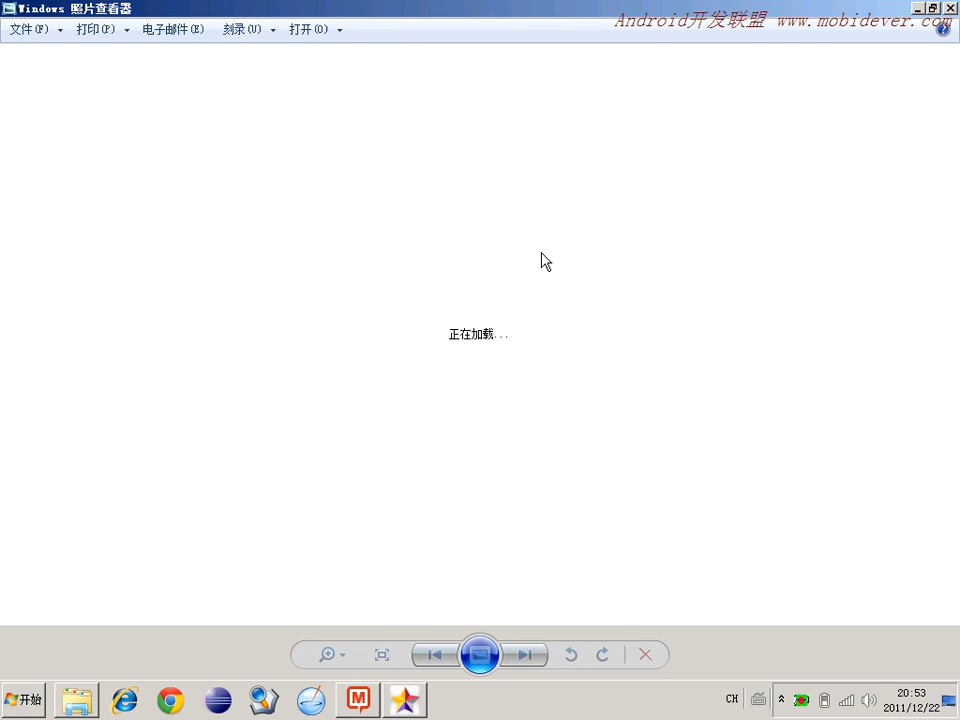 Windows 照片查看器
Android开发联盟 www.mobidever.com
文件(F) 打印(P) 电子邮件(E) 刻录(U) 打开(O)
正在加载...
开始
CH
20:53
2011/12/22